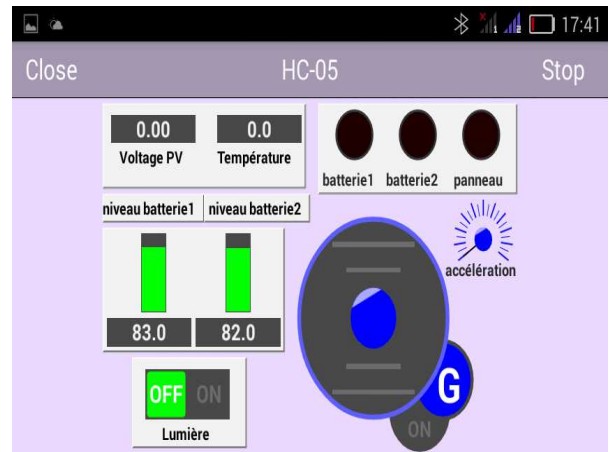 17:41
Close HC-05 Stop
0.00 0.0
Voltage PV Température
batterie1 batterie2 panneau
niveau batterie1 niveau batterie2
accélération
83.0 82.0
G
OFF ON
ON
Lumière